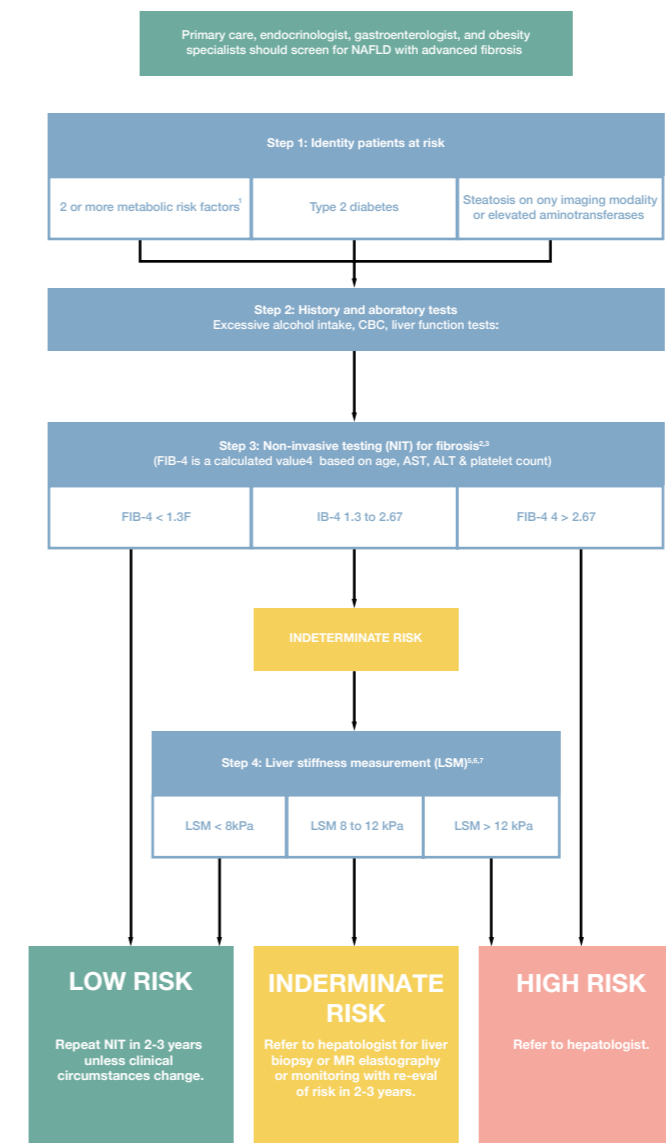 Primary care, endocrinologist, gastroenterologist, and obesity
specialists should screen for NAFLD with advanced fibrosis
Step 1: Identity patients at risk
2 or more metabolic risk factors¹
Type 2 diabetes
Steatosis on ony imaging modality
or elevated aminotransferases
Step 2: History and aboratory tests
Excessive alcohol intake, CBC, liver function tests:
Step 3: Non-invasive testing (NIT) for fibrosis²,³
(FIB-4 is a calculated value4 based on age, AST, ALT & platelet count)
FIB-4 < 1.3F
IB-4 1.3 to 2.67
FIB-4 4 > 2.67
INDETERMINATE RISK
Step 4: Liver stiffness measurement (LSM)⁵,⁶,⁷
LSM < 8kPa
LSM 8 to 12 kPa
LSM > 12 kPa
LOW RISK
Repeat NIT in 2-3 years
unless clinical
circumstances change.
INDERMINATE
RISK
Refer to hepatologist for liver
biopsy or MR elastography
or monitoring with re-eval
of risk in 2-3 years.
HIGH RISK
Refer to hepatologist.